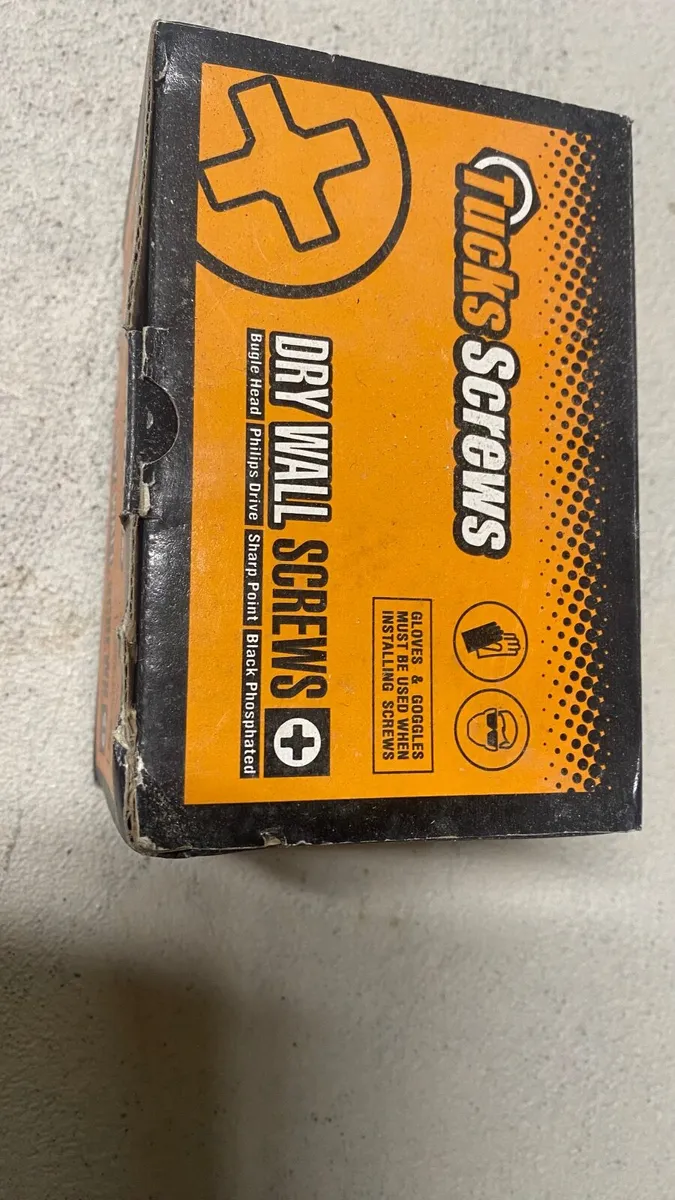 Tucks Screws
GLOVES & GOGGLES
MUST BE USED WHEN
INSTALLING SCREWS
DRY WALL SCREWS
Bugle Head Philips Drive Sharp Point Black Phosphated